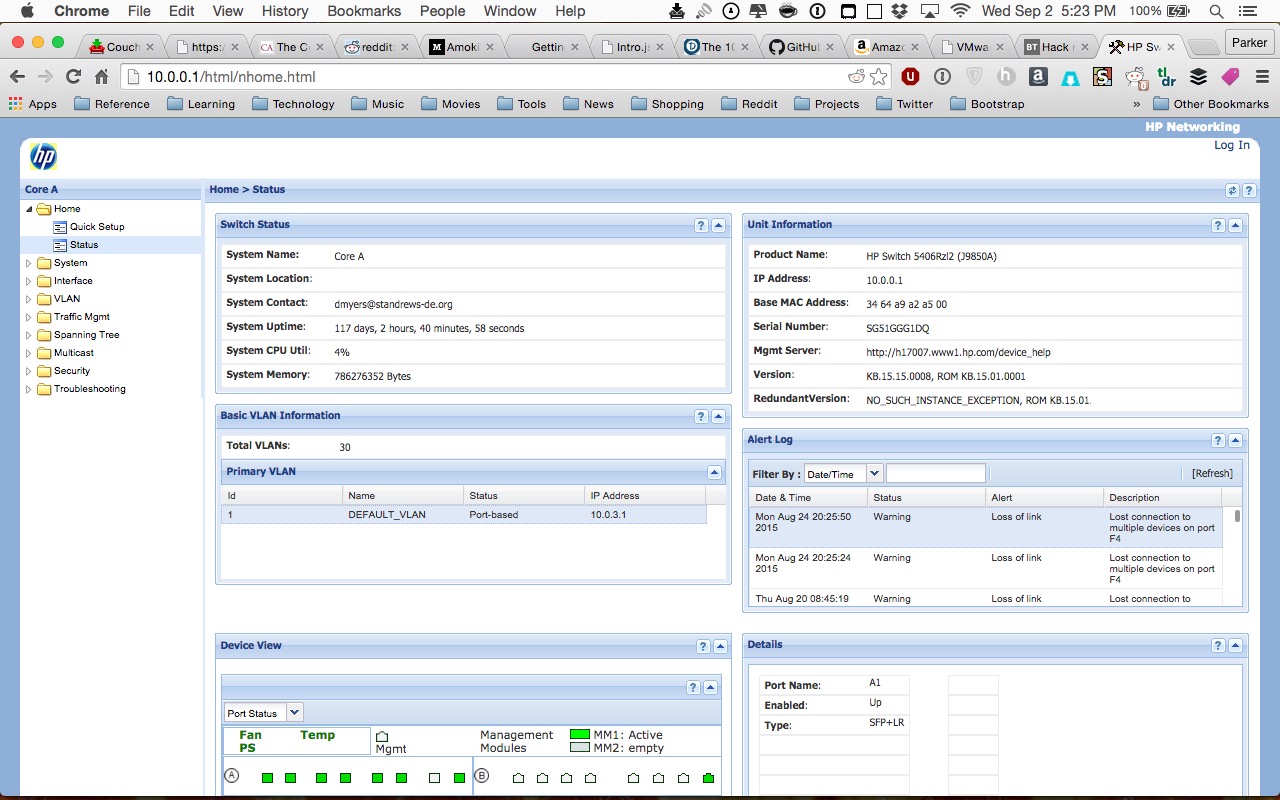 Chrome File Edit View History Bookmarks People Window Help Wed Sep 2 5:23 PM 100%
Couch https: The C reddit Amoki Gettin Intro.j The 10 GitHu Amazo VMwa Hack HP Sw Parker
10.0.0.1/html/nhome.html
Apps Reference Learning Technology Music Movies Tools News Shopping Reddit Projects Twitter Bootstrap » Other Bookmarks
HP Networking
Log In
hp
Core A
Home
Quick Setup
Status
System
Interface
VLAN
Traffic Mgmt
Spanning Tree
Multicast
Security
Troubleshooting
Home > Status
Switch Status
System Name: Core A
System Location:
System Contact: dmyers@standrews-de.org
System Uptime: 117 days, 2 hours, 40 minutes, 58 seconds
System CPU Util: 4%
System Memory: 786276352 Bytes
Unit Information
Product Name: HP Switch 5406Rzl2 (J9850A)
IP Address: 10.0.0.1
Base MAC Address: 34 64 a9 a2 a5 00
Serial Number: SG51GGG1DQ
Mgmt Server: http://h17007.www1.hp.com/device_help
Version: KB.15.15.0008, ROM KB.15.01.0001
RedundantVersion: NO_SUCH_INSTANCE_EXCEPTION, ROM KB.15.01.
Basic VLAN Information
Total VLANs: 30
Primary VLAN
Id Name Status IP Address
1 DEFAULT_VLAN Port-based 10.0.3.1
Alert Log
Filter By : Date/Time [Refresh]
Date & Time Status Alert Description
Mon Aug 24 20:25:50 2015 Warning Loss of link Lost connection to multiple devices on port F4
Mon Aug 24 20:25:24 2015 Warning Loss of link Lost connection to multiple devices on port F4
Thu Aug 20 08:45:19 Warning Loss of link Lost connection to
Device View
Port Status
Fan Temp
PS
Mgmt
Management Modules
MM1: Active
MM2: empty
A B
Details
Port Name: A1
Enabled: Up
Type: SFP+LR